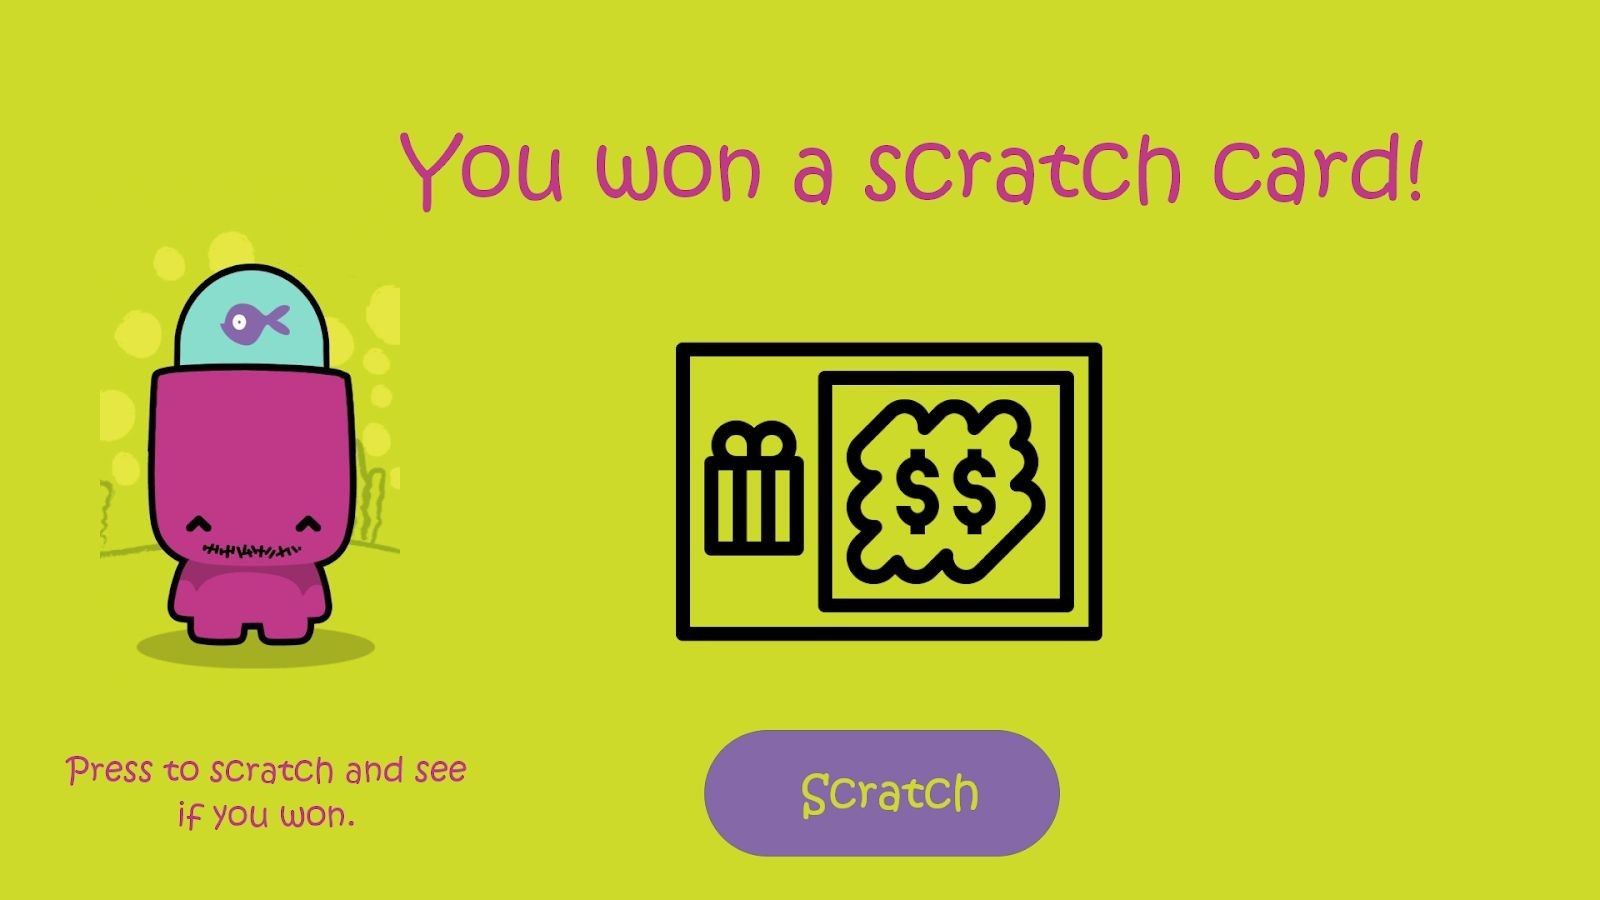 You won a scratch card!
$$
Press to scratch and see
if you won.
Scratch